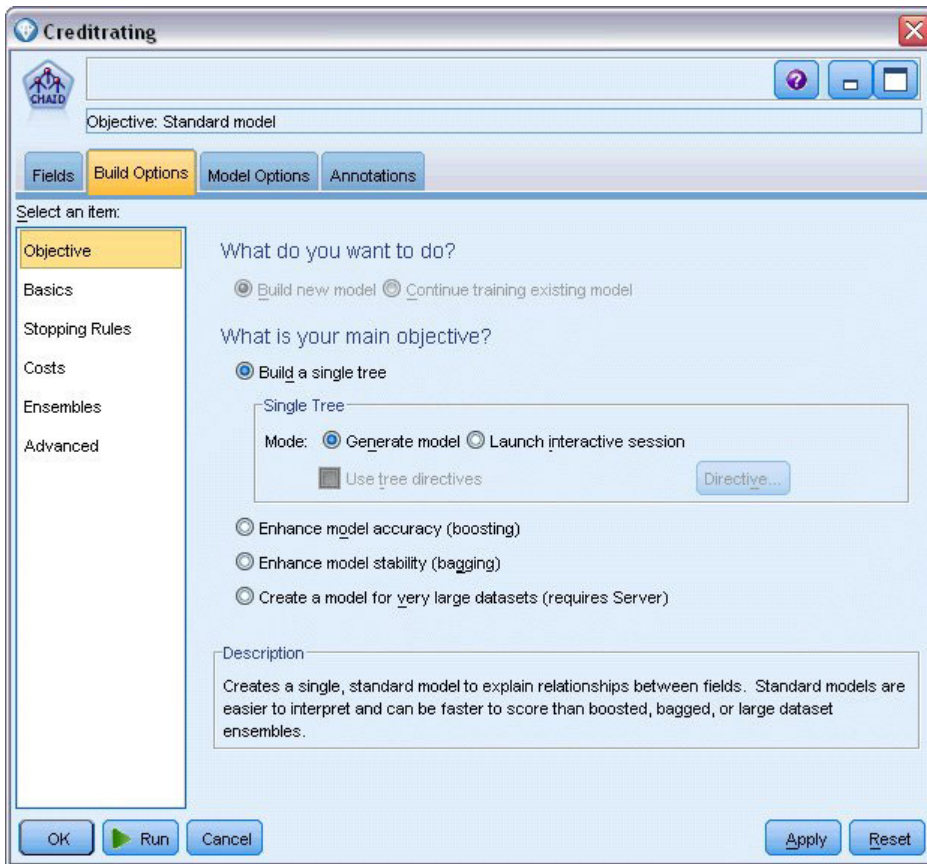 Creditrating
CHAID
Objective: Standard model
Fields Build Options Model Options Annotations
Select an item:
Objective
Basics
Stopping Rules
Costs
Ensembles
Advanced
What do you want to do?
Build new model Continue training existing model
What is your main objective?
Build a single tree
Single Tree
Mode: Generate model Launch interactive session
Use tree directives Directive...
Enhance model accuracy (boosting)
Enhance model stability (bagging)
Create a model for very large datasets (requires Server)
Description
Creates a single, standard model to explain relationships between fields. Standard models are
easier to interpret and can be faster to score than boosted, bagged, or large dataset
ensembles.
OK Run Cancel Apply Reset